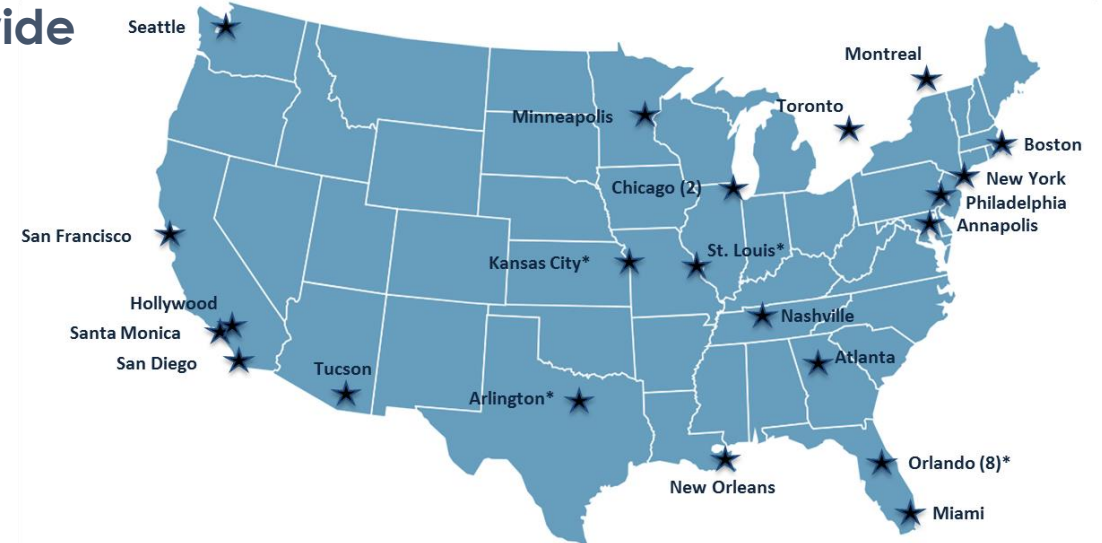 ride
Seattle
Montreal
Toronto
Minneapolis
Boston
New York
Chicago (2)
Philadelphia
Annapolis
San Francisco
St. Louis*
Kansas City*
Hollywood
Nashville
Santa Monica
Atlanta
San Diego
Tucson
Arlington*
Orlando (8)*
New Orleans
Miami